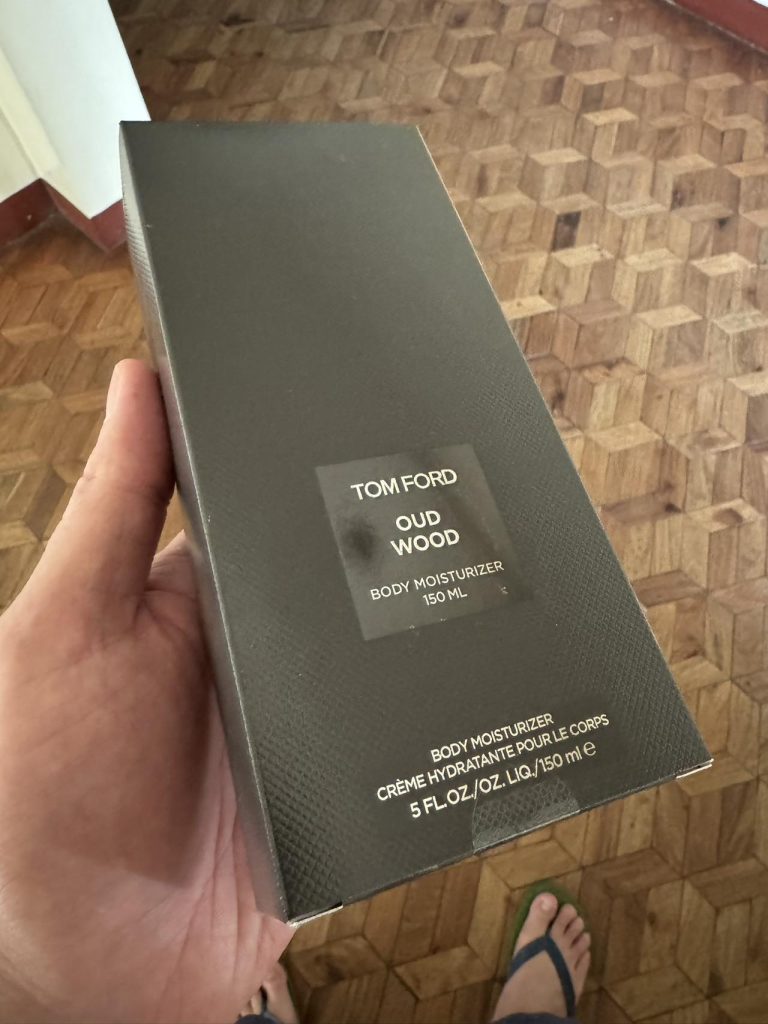 TOM FORD
OUD
WOOD
BODY MOISTURIZER
150 ML
BODY MOISTURIZER
CRÈME HYDRATANTE POUR LE CORPS
5 FL.OZ./OZ. LIQ./150 ml ℮